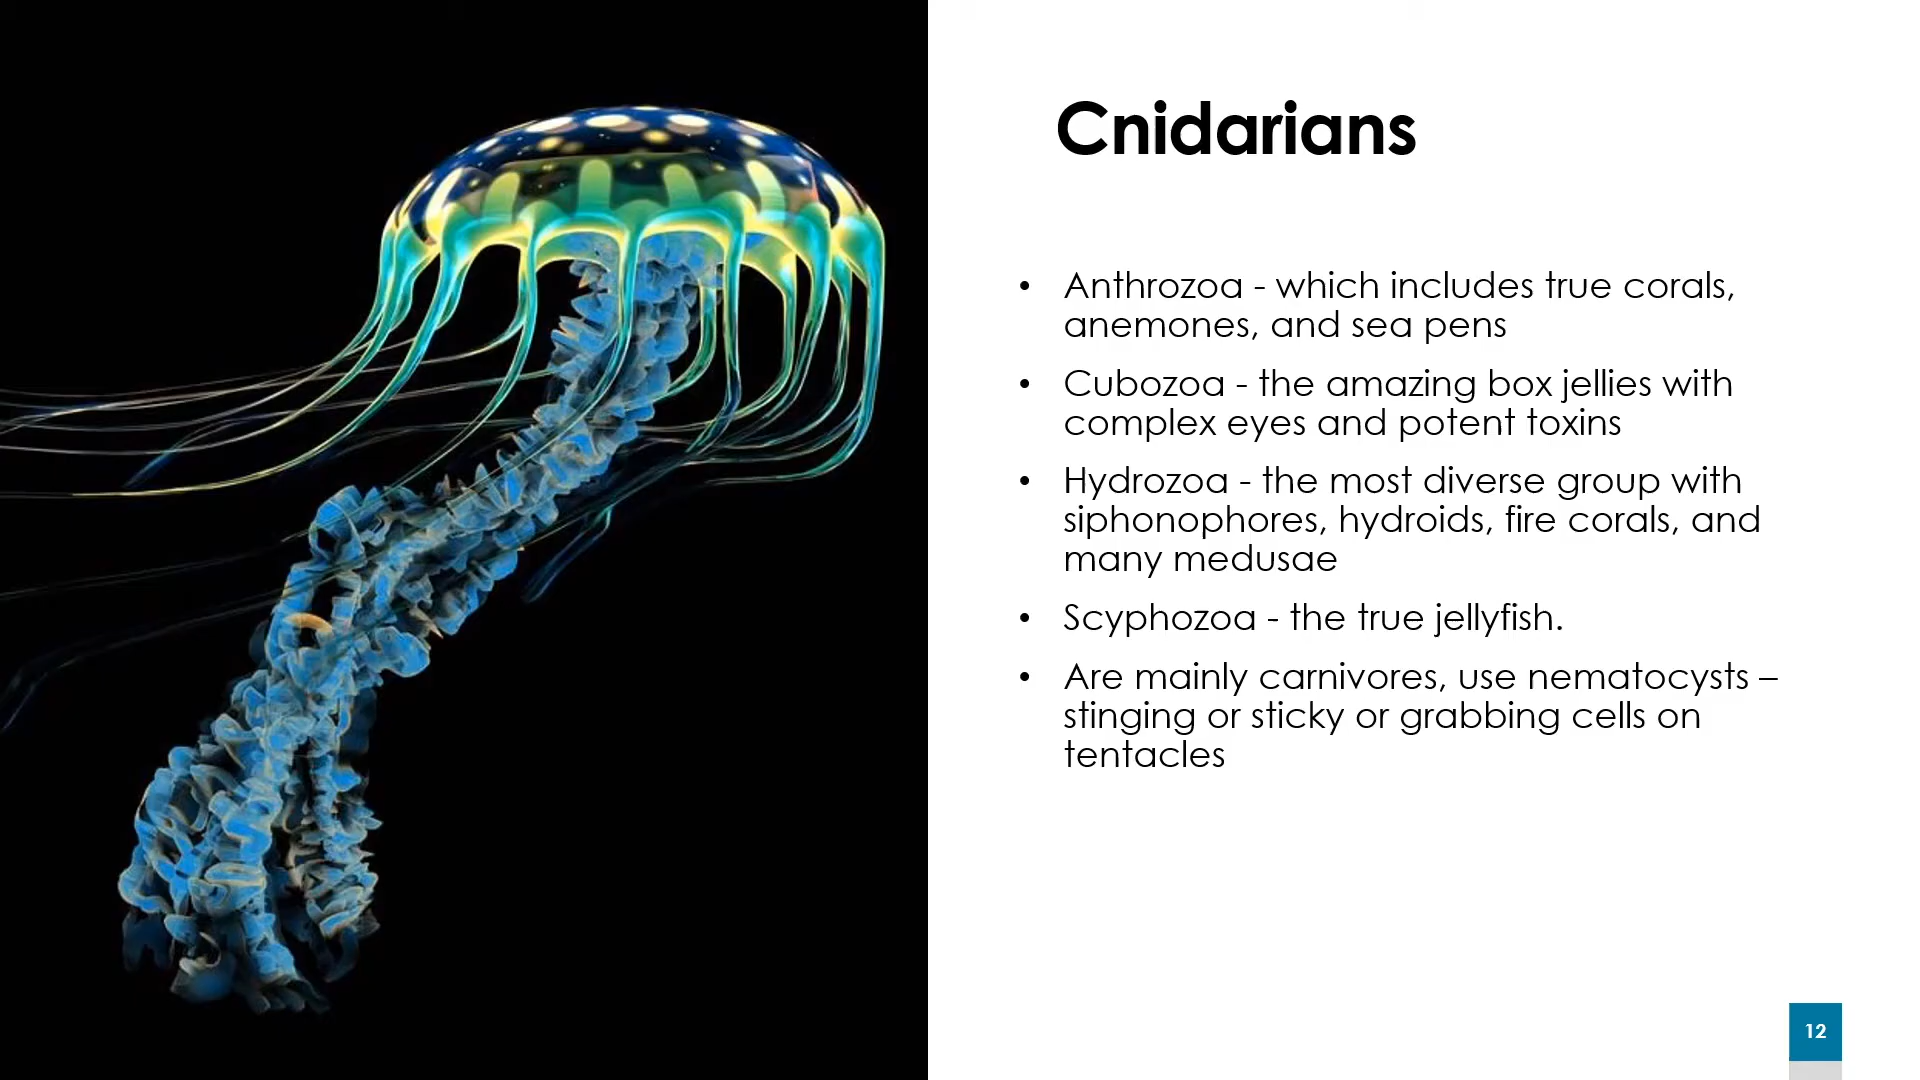 Cnidarians
• Anthrozoa - which includes true corals,
anemones, and sea pens
• Cubozoa - the amazing box jellies with
complex eyes and potent toxins
• Hydrozoa - the most diverse group with
siphonophores, hydroids, fire corals, and
many medusae
• Scyphozoa - the true jellyfish.
• Are mainly carnivores, use nematocysts –
stinging or sticky or grabbing cells on
tentacles
12